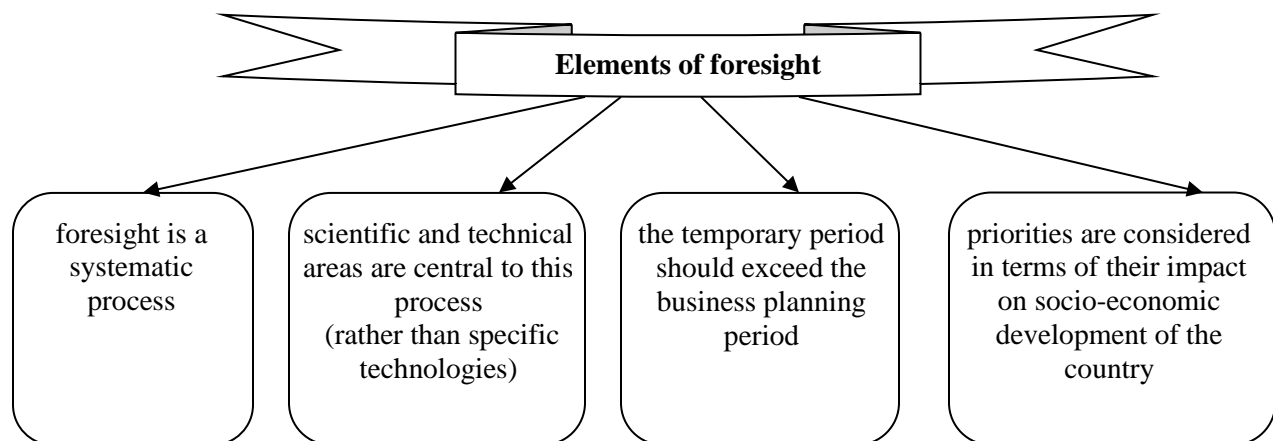 Elements of foresight
foresight is a
systematic
process
scientific and technical
areas are central to this
process
(rather than specific
technologies)
the temporary period
should exceed the
business planning
period
priorities are considered
in terms of their impact
on socio-economic
development of the
country